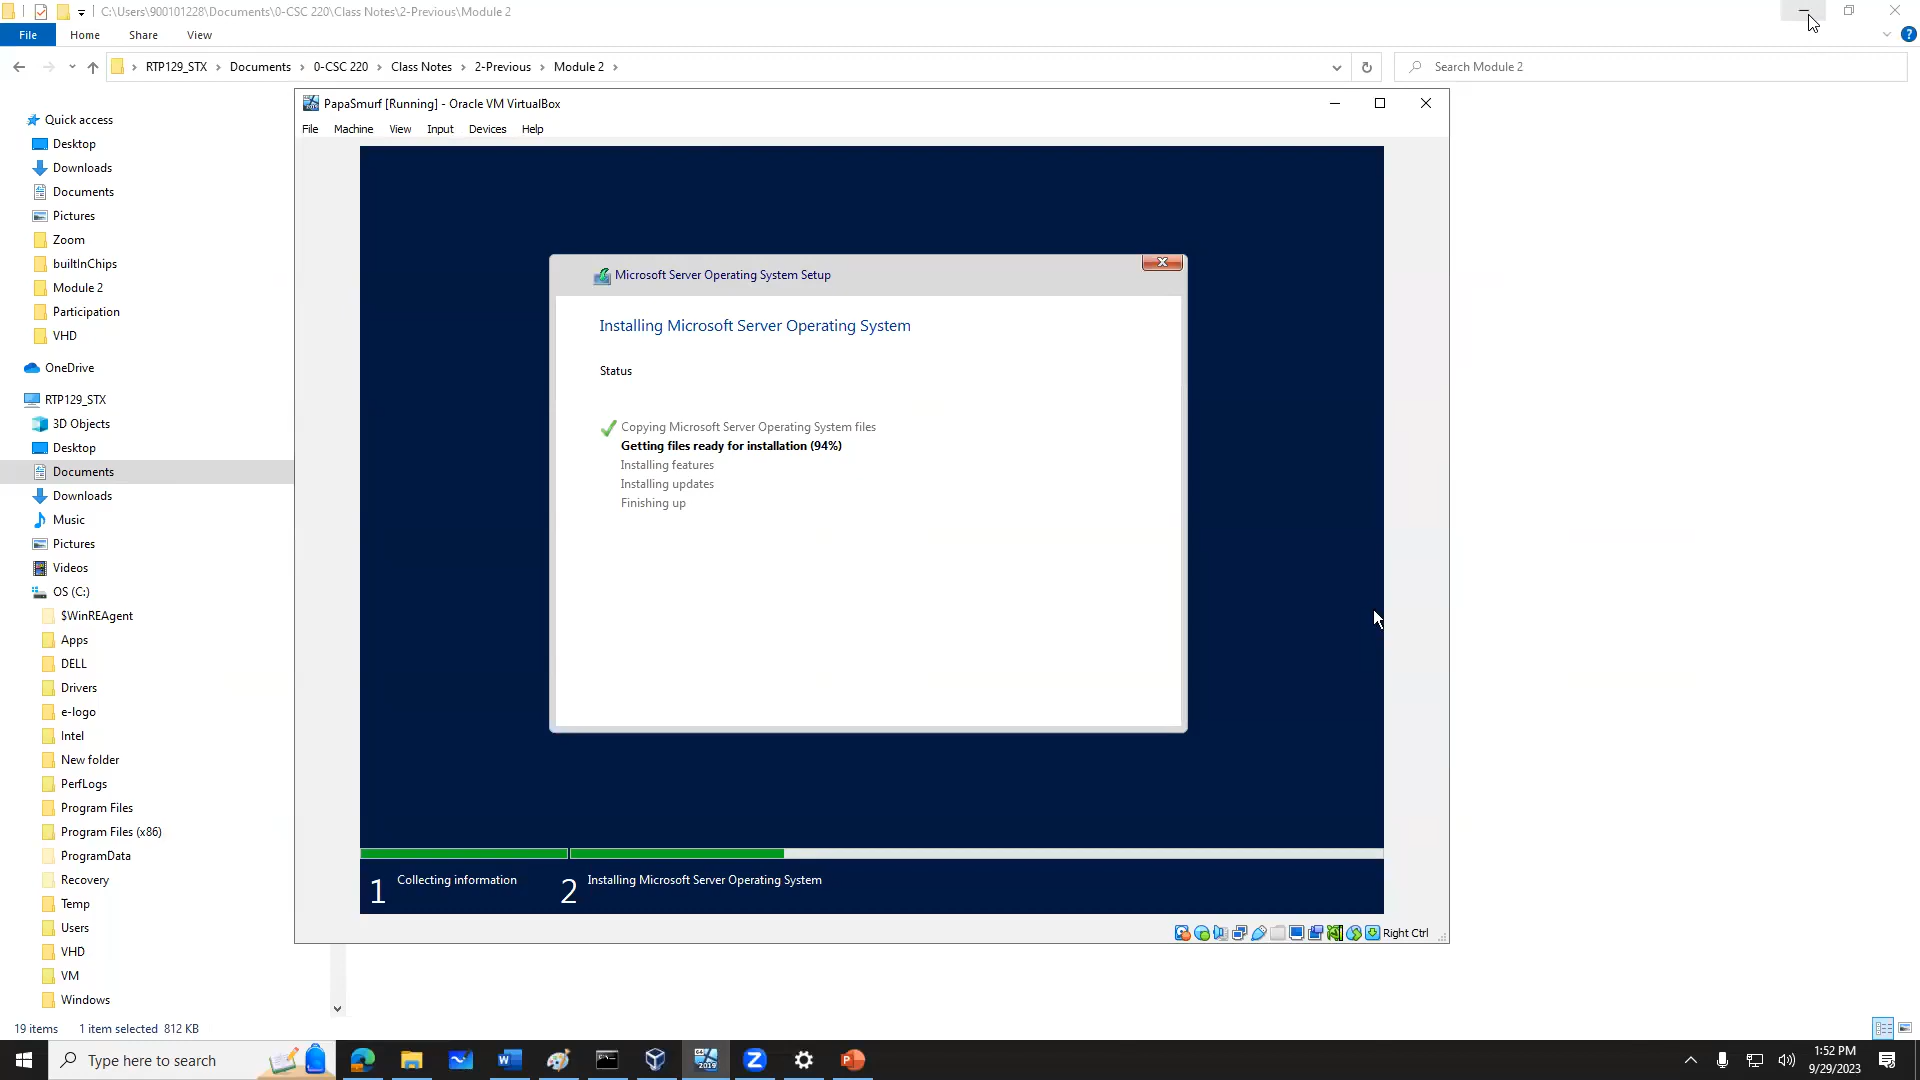 C:\Users\900101228\Documents\0-CSC 220\Class Notes\2-Previous\Module 2
File Home Share View
RTP129_STX > Documents > 0-CSC 220 > Class Notes > 2-Previous > Module 2 >
Search Module 2
Quick access
Desktop
Downloads
Documents
Pictures
Zoom
builtInChips
Module 2
Participation
VHD
OneDrive
RTP129_STX
3D Objects
Desktop
Documents
Downloads
Music
Pictures
Videos
OS (C:)
$WinREAgent
Apps
DELL
Drivers
e-logo
Intel
New folder
PerfLogs
Program Files
Program Files (x86)
ProgramData
Recovery
Temp
Users
VHD
VM
Windows
19 items 1 item selected 812 KB
PapaSmurf [Running] - Oracle VM VirtualBox
File Machine View Input Devices Help
Microsoft Server Operating System Setup
Installing Microsoft Server Operating System
Status
Copying Microsoft Server Operating System files
Getting files ready for installation (94%)
Installing features
Installing updates
Finishing up
1 Collecting information 2 Installing Microsoft Server Operating System
Right Ctrl
Type here to search
1:52 PM
9/29/2023